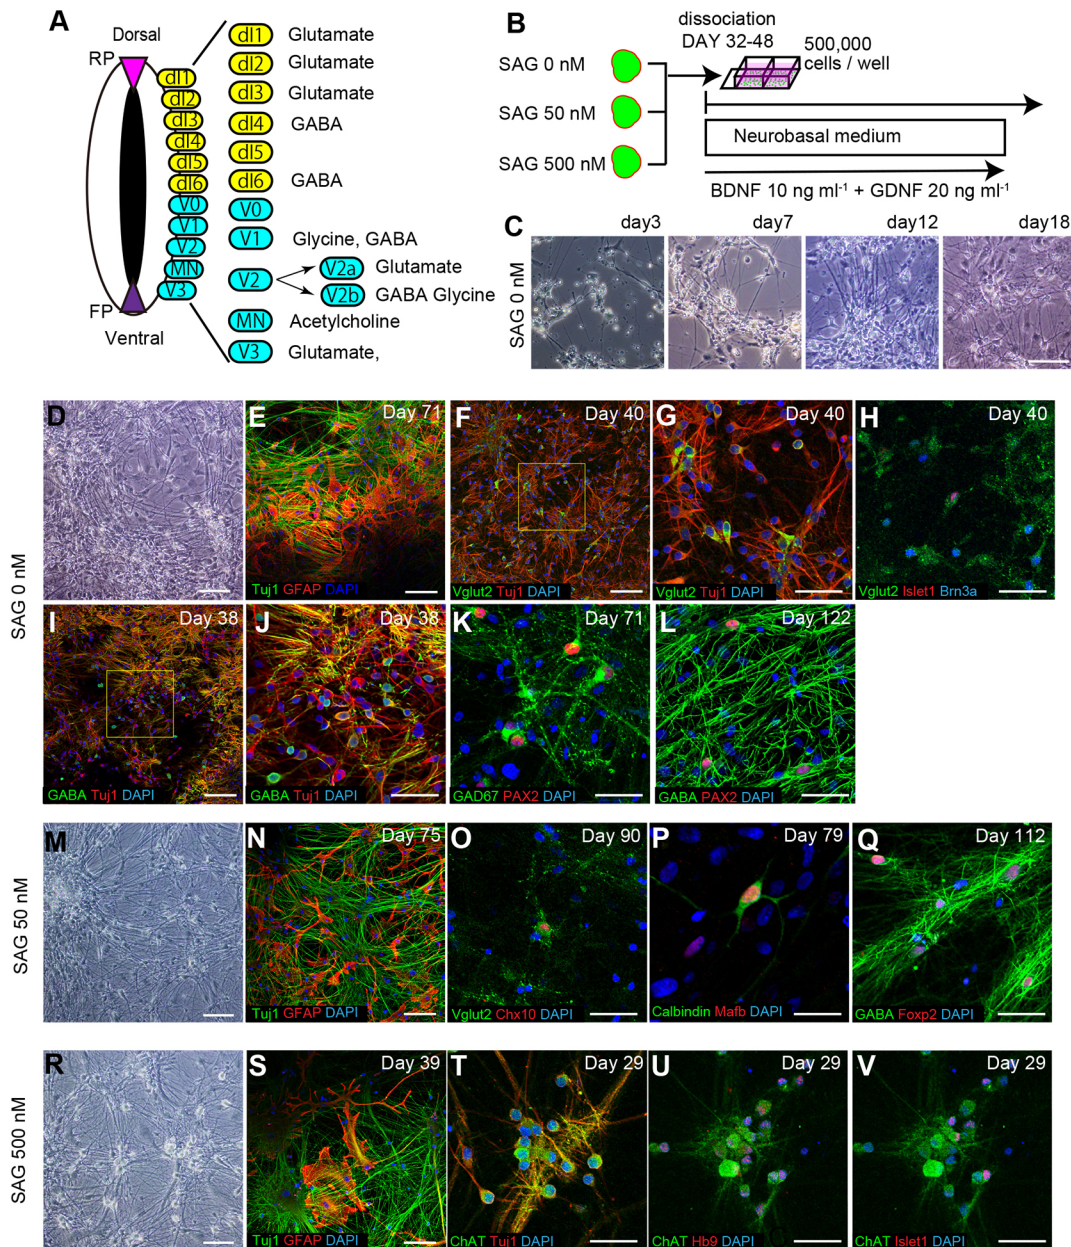 A
Dorsal
RP
dI1
dI2
dI3
dI4
dI5
dI6
V0
V1
V2
MN
V3
FP
Ventral
dI1 Glutamate
dI2 Glutamate
dI3 Glutamate
dI4 GABA
dI5
dI6 GABA
V0
V1 Glycine, GABA
V2 V2a Glutamate
V2b GABA Glycine
MN Acetylcholine
V3 Glutamate,
B
dissociation
DAY 32-48
500,000
cells / well
SAG 0 nM
SAG 50 nM
SAG 500 nM
Neurobasal medium
BDNF 10 ng ml⁻¹ + GDNF 20 ng ml⁻¹
C
day3 day7 day12 day18
SAG 0 nM
SAG 0 nM
D
E Day 71
Tuj1 GFAP DAPI
F Day 40
Vglut2 Tuj1 DAPI
G Day 40
Vglut2 Tuj1 DAPI
H Day 40
Vglut2 Islet1 Brn3a
I Day 38
GABA Tuj1 DAPI
J Day 38
GABA Tuj1 DAPI
K Day 71
GAD67 PAX2 DAPI
L Day 122
GABA PAX2 DAPI
SAG 50 nM
M
N Day 75
Tuj1 GFAP DAPI
O Day 90
Vglut2 Chx10 DAPI
P Day 79
Calbindin Mafb DAPI
Q Day 112
GABA Foxp2 DAPI
SAG 500 nM
R
S Day 39
Tuj1 GFAP DAPI
T Day 29
ChAT Tuj1 DAPI
U Day 29
ChAT Hb9 DAPI
V Day 29
ChAT Islet1 DAPI